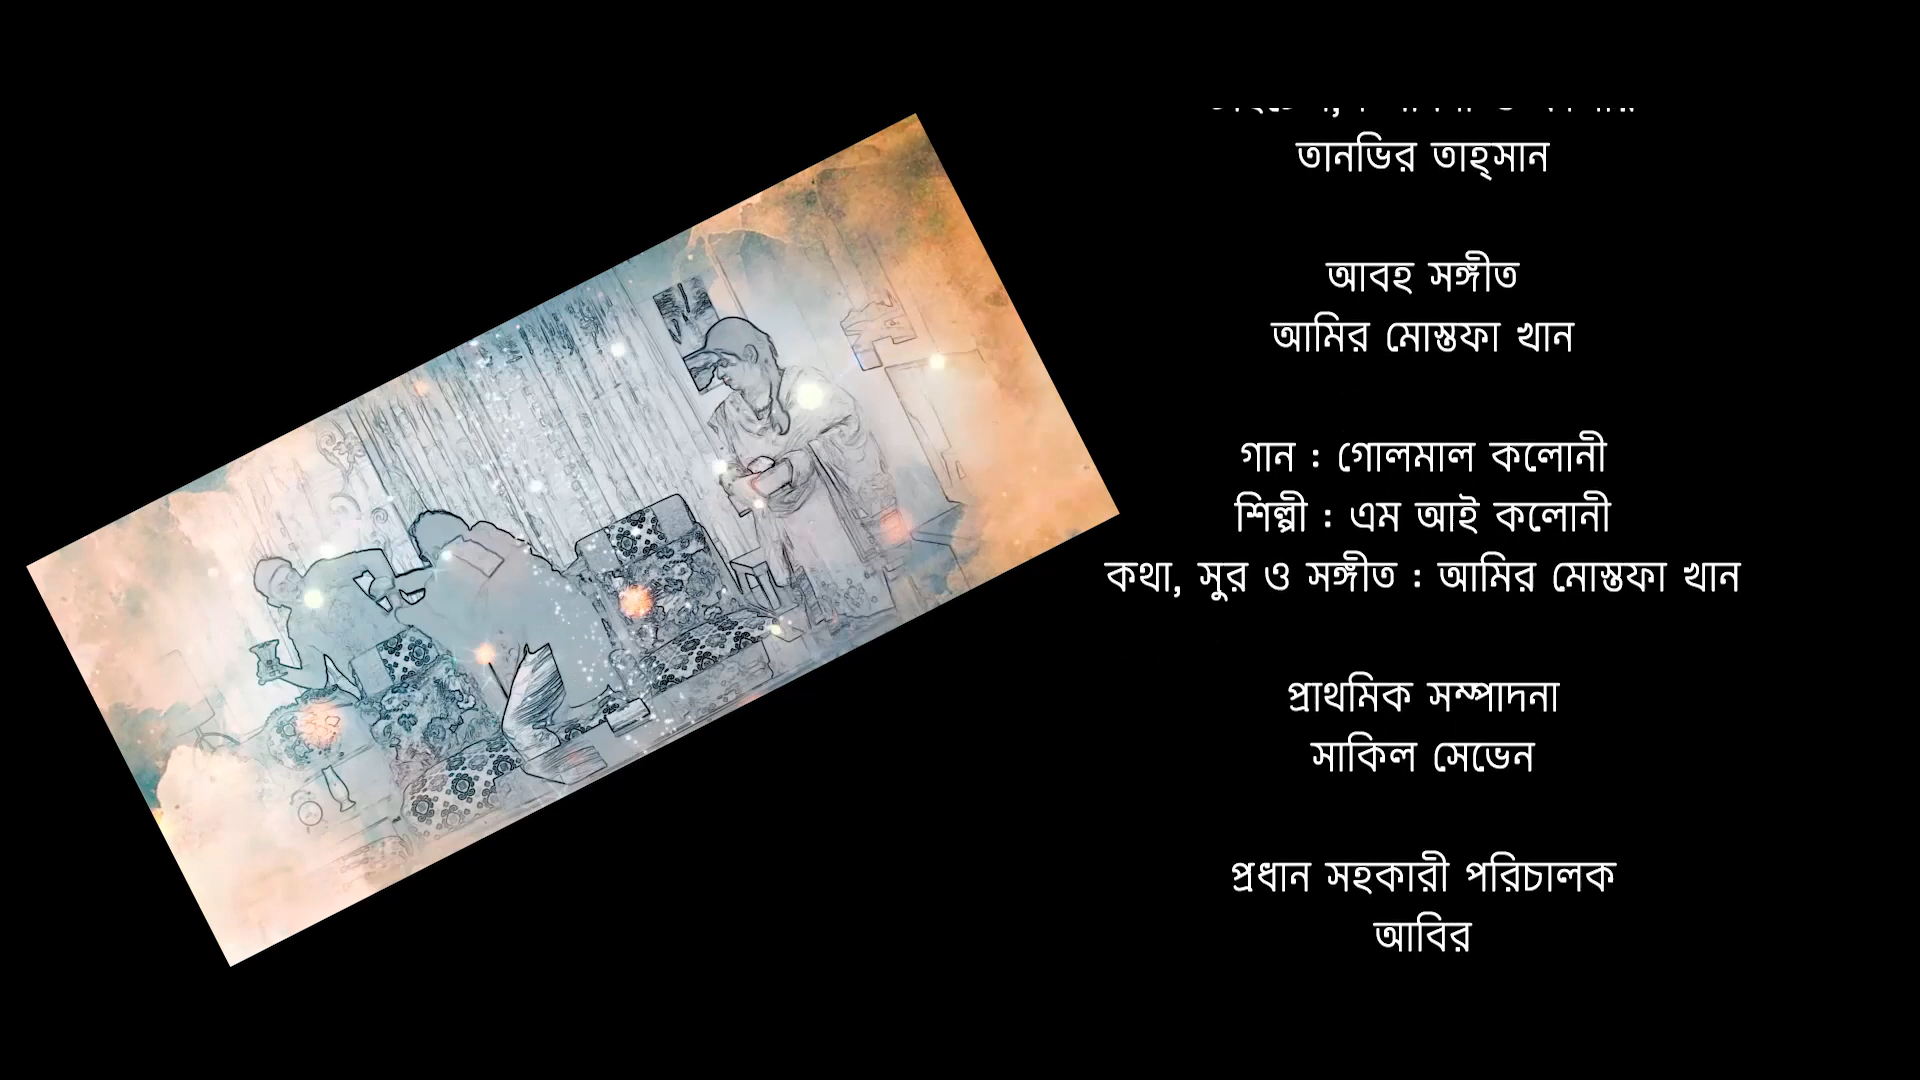 তানভির তাহ্সান
আবহ সঙ্গীত
আমির মোস্তফা খান
গান : গোলমাল কলোনী
শিল্পী : এম আই কলোনী
কথা, সুর ও সঙ্গীত : আমির মোস্তফা খান
প্রাথমিক সম্পাদনা
সাকিল সেভেন
প্রধান সহকারী পরিচালক
আবির